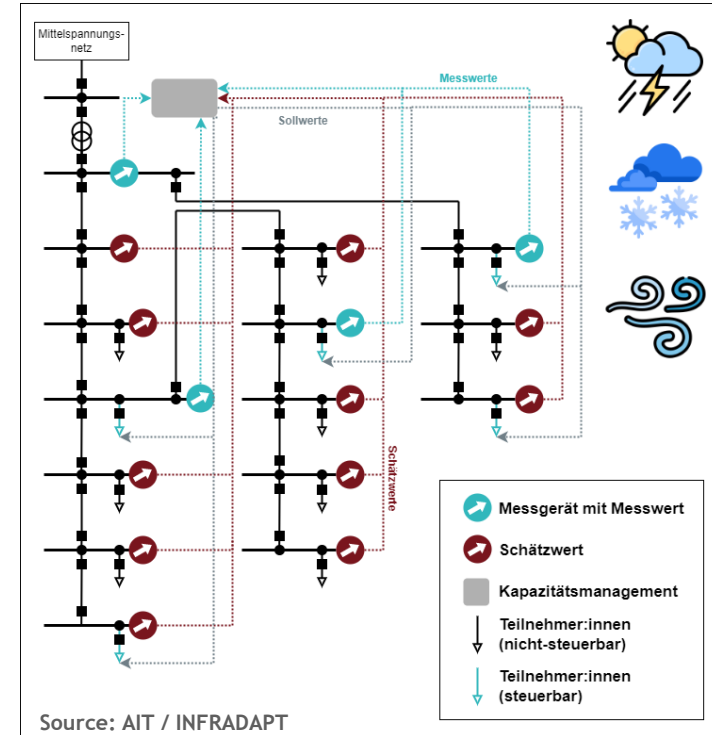 Mittelspannungs-
netz
Messwerte
Sollwerte
Schätzwerte
Messgerät mit Messwert
Schätzwert
Kapazitätsmanagement
Teilnehmer:innen
(nicht-steuerbar)
Teilnehmer:innen
(steuerbar)
Source: AIT / INFRADAPT